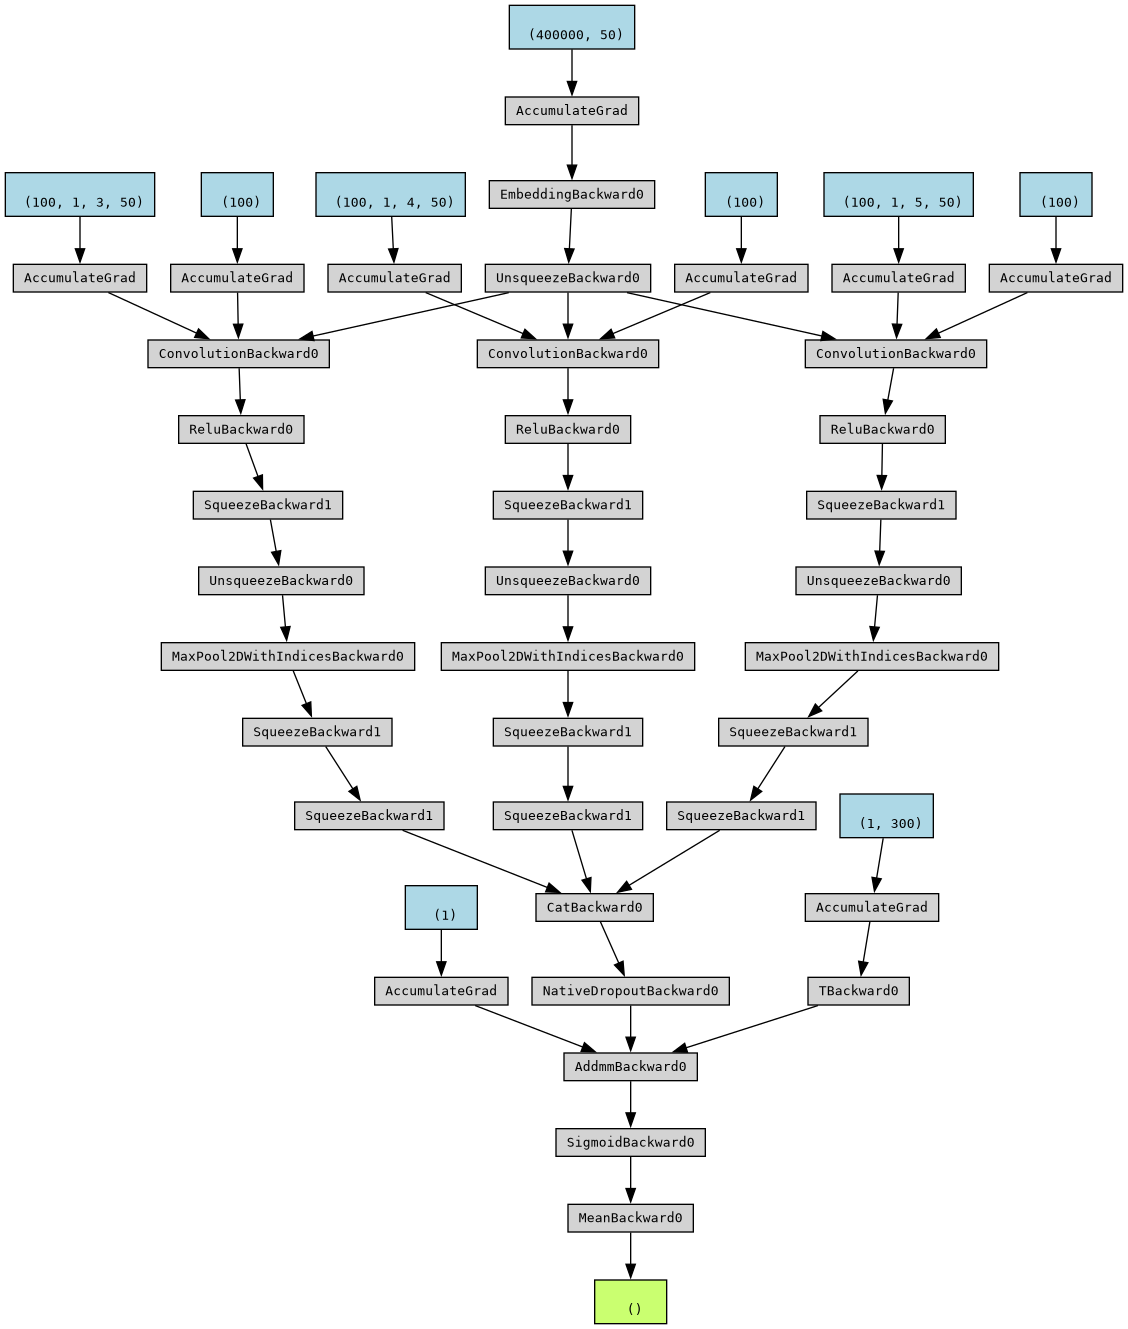 (400000, 50)
AccumulateGrad
EmbeddingBackward0
(100, 1, 3, 50)
(100)
(100, 1, 4, 50)
(100)
(100, 1, 5, 50)
(100)
AccumulateGrad
AccumulateGrad
AccumulateGrad
UnsqueezeBackward0
AccumulateGrad
AccumulateGrad
AccumulateGrad
ConvolutionBackward0
ConvolutionBackward0
ConvolutionBackward0
ReluBackward0
ReluBackward0
ReluBackward0
SqueezeBackward1
SqueezeBackward1
SqueezeBackward1
UnsqueezeBackward0
UnsqueezeBackward0
UnsqueezeBackward0
MaxPool2DWithIndicesBackward0
MaxPool2DWithIndicesBackward0
MaxPool2DWithIndicesBackward0
SqueezeBackward1
SqueezeBackward1
SqueezeBackward1
SqueezeBackward1
SqueezeBackward1
SqueezeBackward1
(1, 300)
(1)
CatBackward0
AccumulateGrad
AccumulateGrad
NativeDropoutBackward0
TBackward0
AddmmBackward0
SigmoidBackward0
MeanBackward0
()